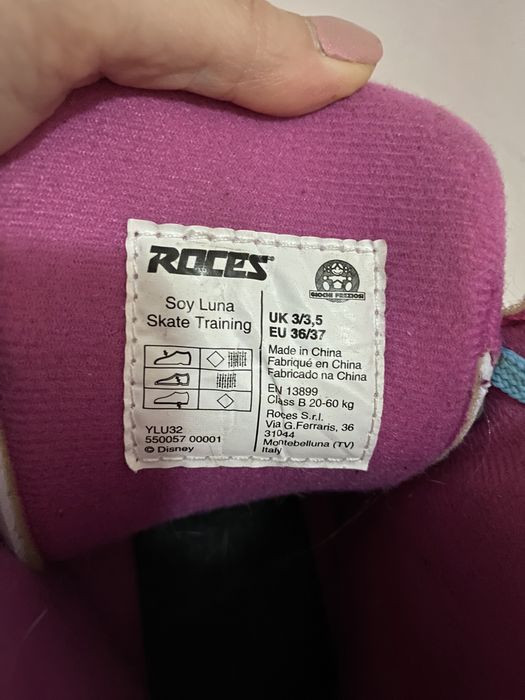 ROCES
GIOCHI PREZIOSI
Soy Luna
Skate Training
UK 3/3,5
EU 36/37
Made in China
Fabriqué en China
Fabricado na China
EN 13899
Class B 20-60 kg
Roces S.r.l.
Via G.Ferraris, 36
31044
Montebelluna (TV)
Italy
YLU32
550057 00001
© Disney